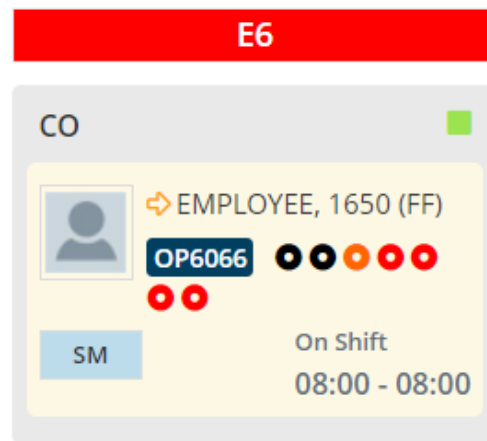 E6
CO
EMPLOYEE, 1650 (FF)
OP6066
SM
On Shift
08:00 - 08:00